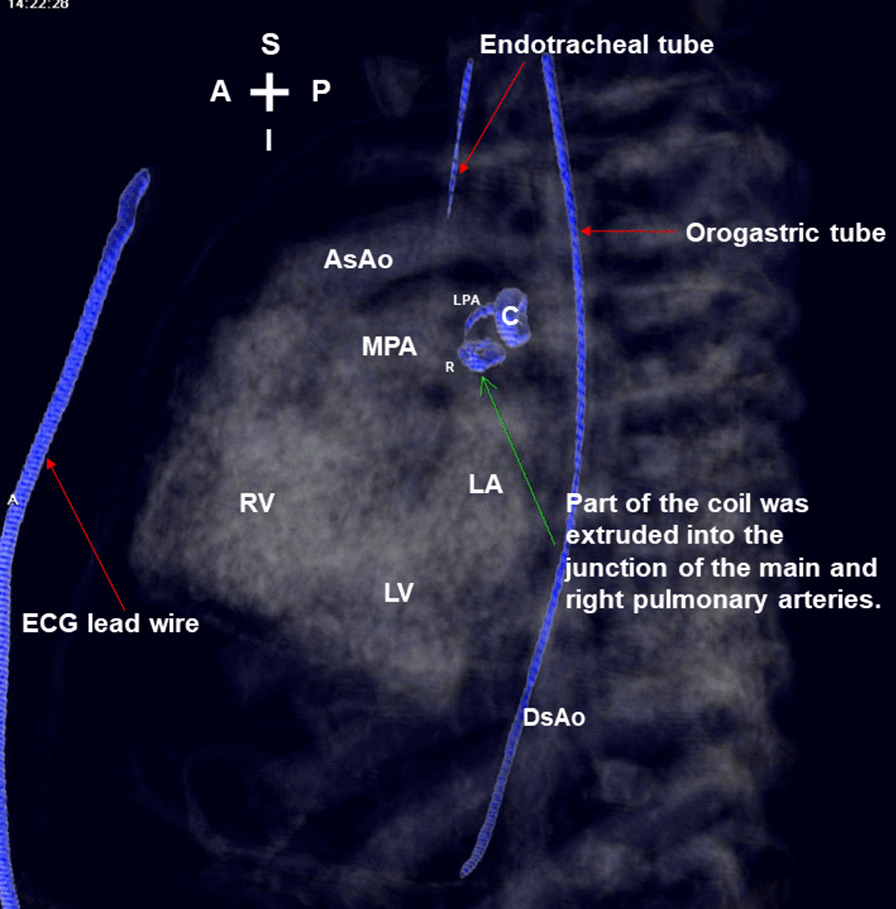 14:22:28
S
Endotracheal tube
A P
I
Orogastric tube
AsAo
LPA
C
MPA
R
LA
A
RV
Part of the coil was
extruded into the
junction of the main and
right pulmonary arteries.
LV
ECG lead wire
DsAo